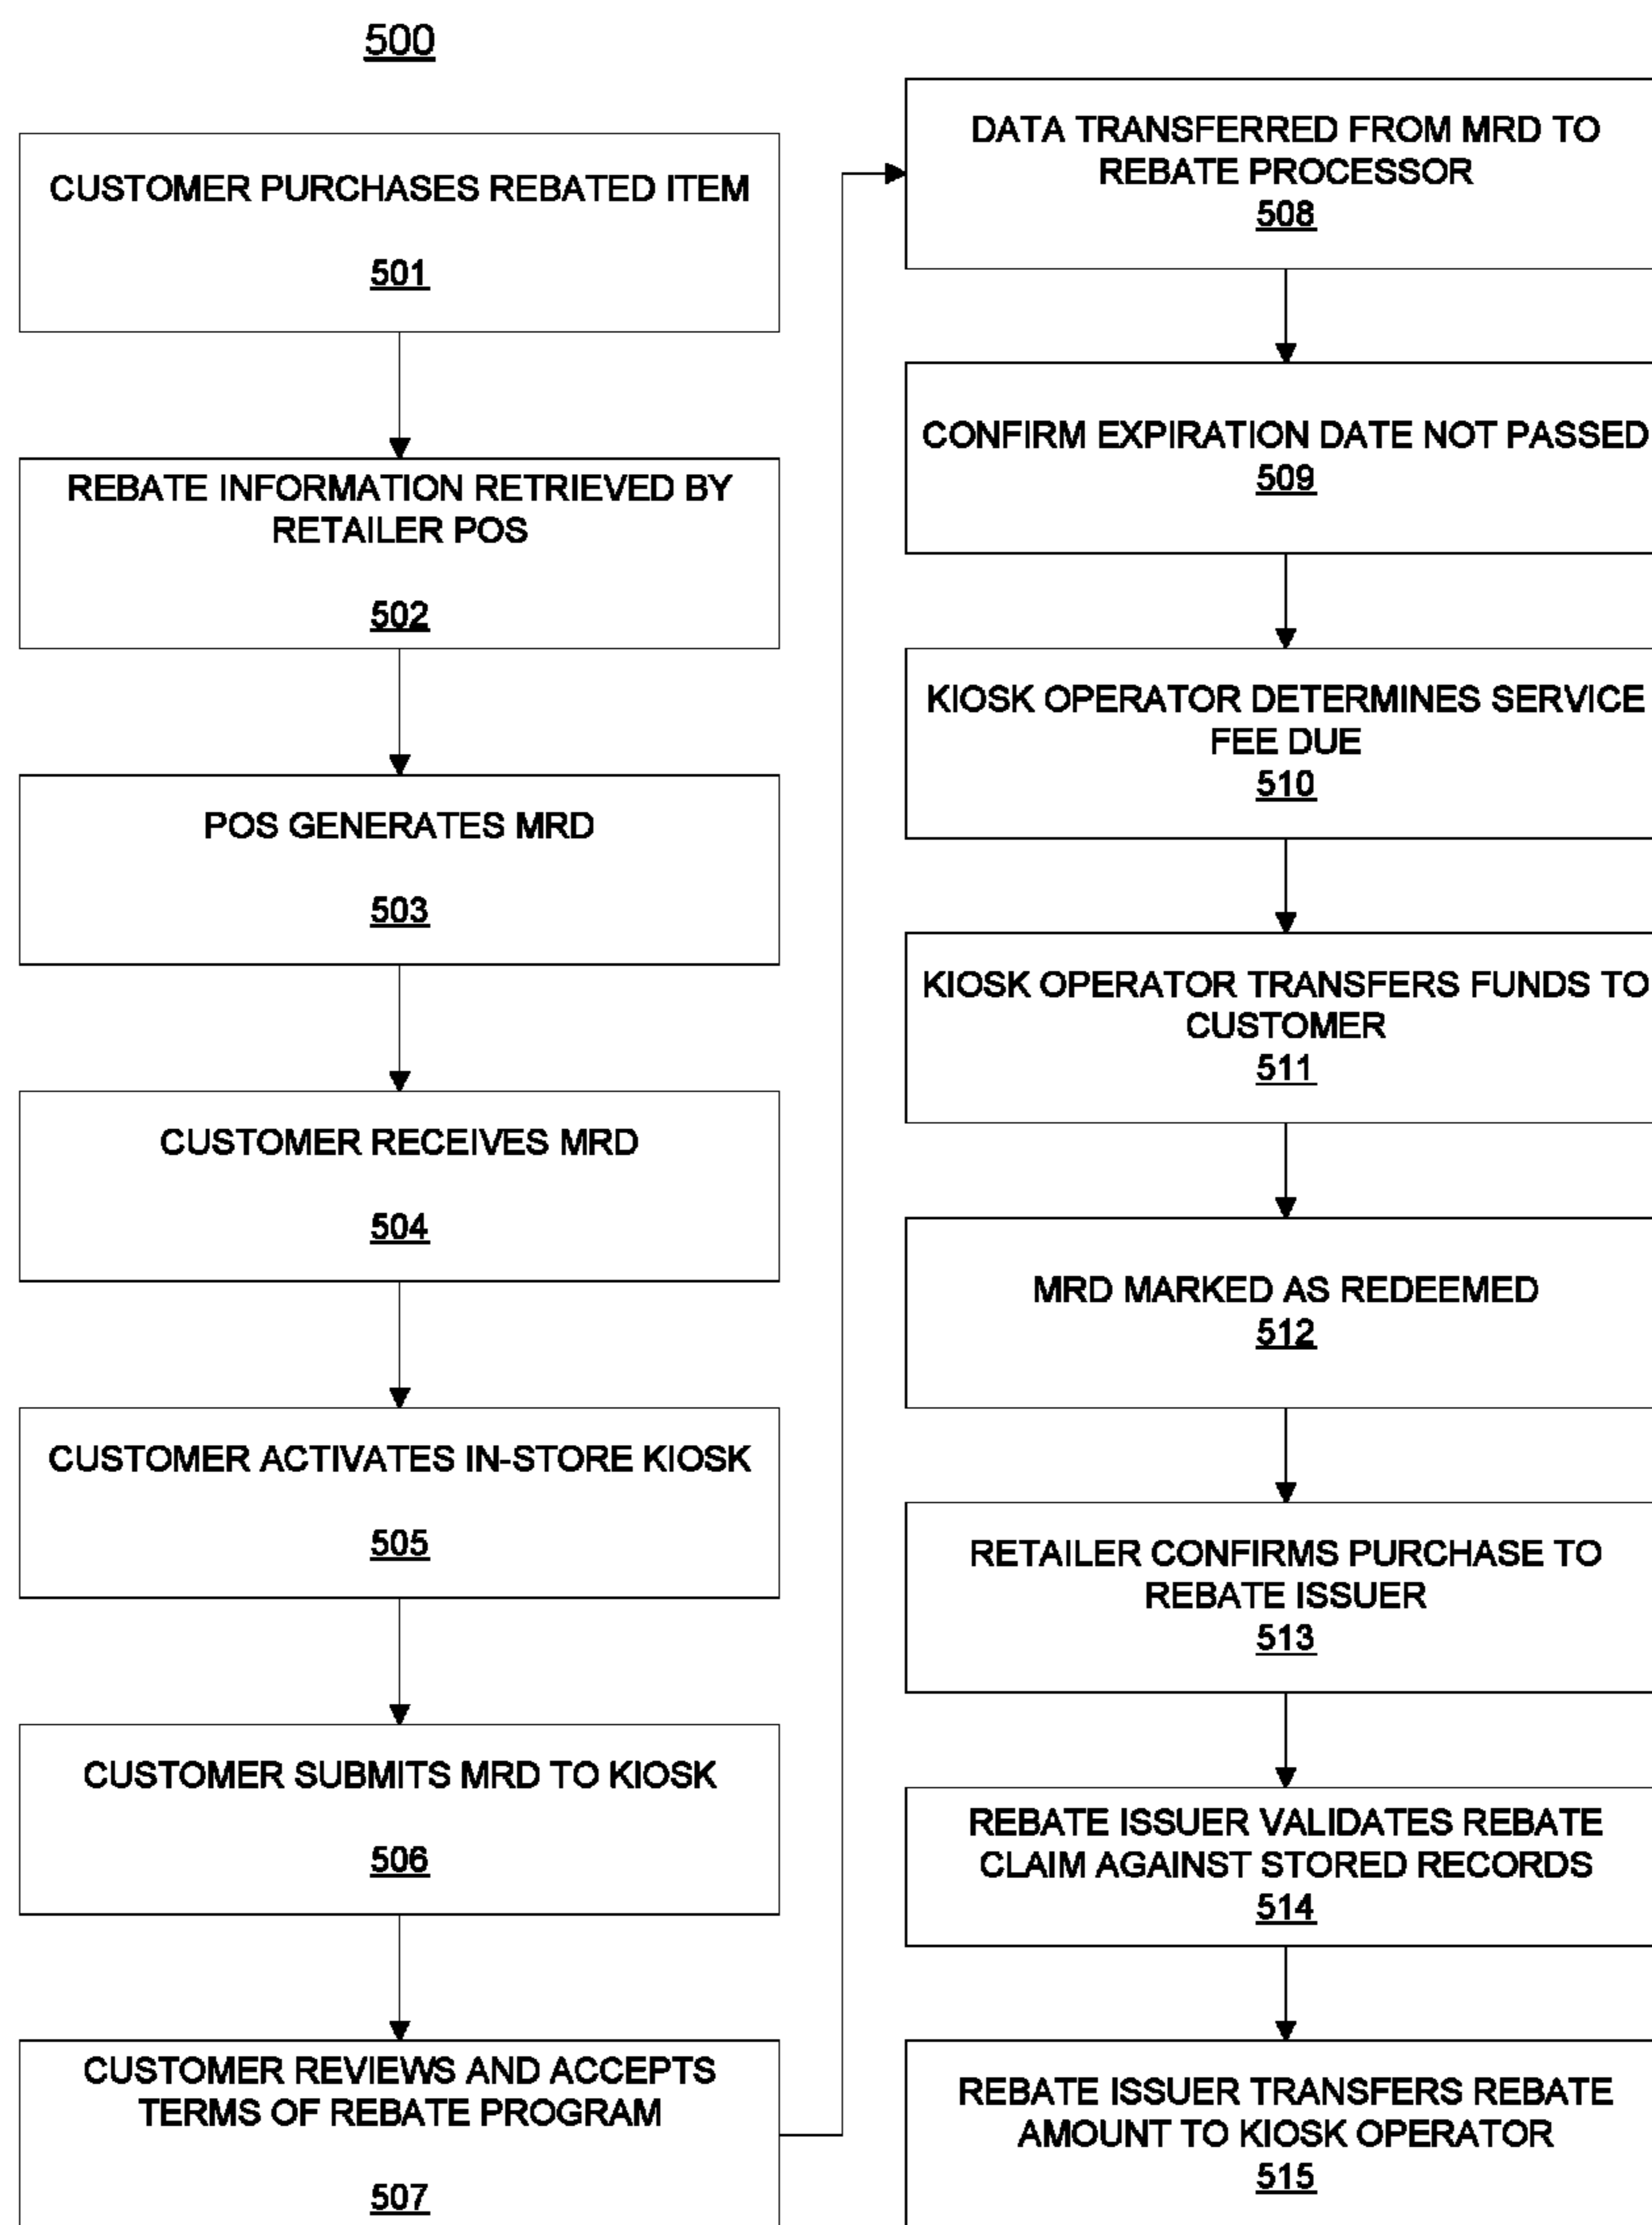 500
CUSTOMER PURCHASES REBATED ITEM
501
REBATE INFORMATION RETRIEVED BY
RETAILER POS
502
POS GENERATES MRD
503
CUSTOMER RECEIVES MRD
504
CUSTOMER ACTIVATES IN-STORE KIOSK
505
CUSTOMER SUBMITS MRD TO KIOSK
506
CUSTOMER REVIEWS AND ACCEPTS
TERMS OF REBATE PROGRAM
507
DATA TRANSFERRED FROM MRD TO
REBATE PROCESSOR
508
CONFIRM EXPIRATION DATE NOT PASSED
509
KIOSK OPERATOR DETERMINES SERVICE
FEE DUE
510
KIOSK OPERATOR TRANSFERS FUNDS TO
CUSTOMER
511
MRD MARKED AS REDEEMED
512
RETAILER CONFIRMS PURCHASE TO
REBATE ISSUER
513
REBATE ISSUER VALIDATES REBATE
CLAIM AGAINST STORED RECORDS
514
REBATE ISSUER TRANSFERS REBATE
AMOUNT TO KIOSK OPERATOR
515